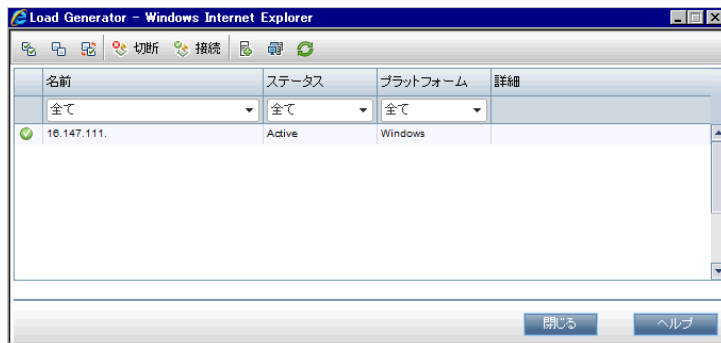 Load Generator - Windows Internet Explorer
切断 接続
名前 ステータス プラットフォーム 詳細
全て 全て 全て
16.147.111. Active Windows
閉じる ヘルプ